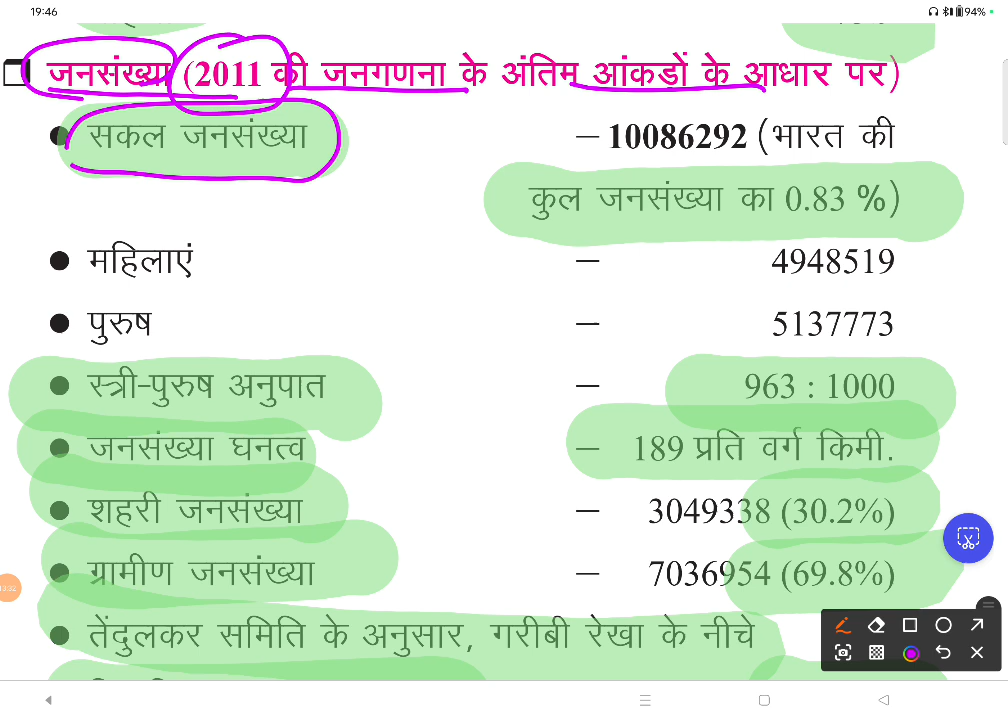 19:46
94%
जनसंख्या (2011 की जनगणना के अंतिम आंकड़ों के आधार पर)
सकल जनसंख्या – 10086292 (भारत की
कुल जनसंख्या का 0.83 %)
महिलाएं – 4948519
पुरुष – 5137773
स्त्री-पुरुष अनुपात – 963 : 1000
जनसंख्या घनत्व – 189 प्रति वर्ग किमी.
शहरी जनसंख्या – 3049338 (30.2%)
ग्रामीण जनसंख्या – 7036954 (69.8%)
तेंदुलकर समिति के अनुसार, गरीबी रेखा के नीचे